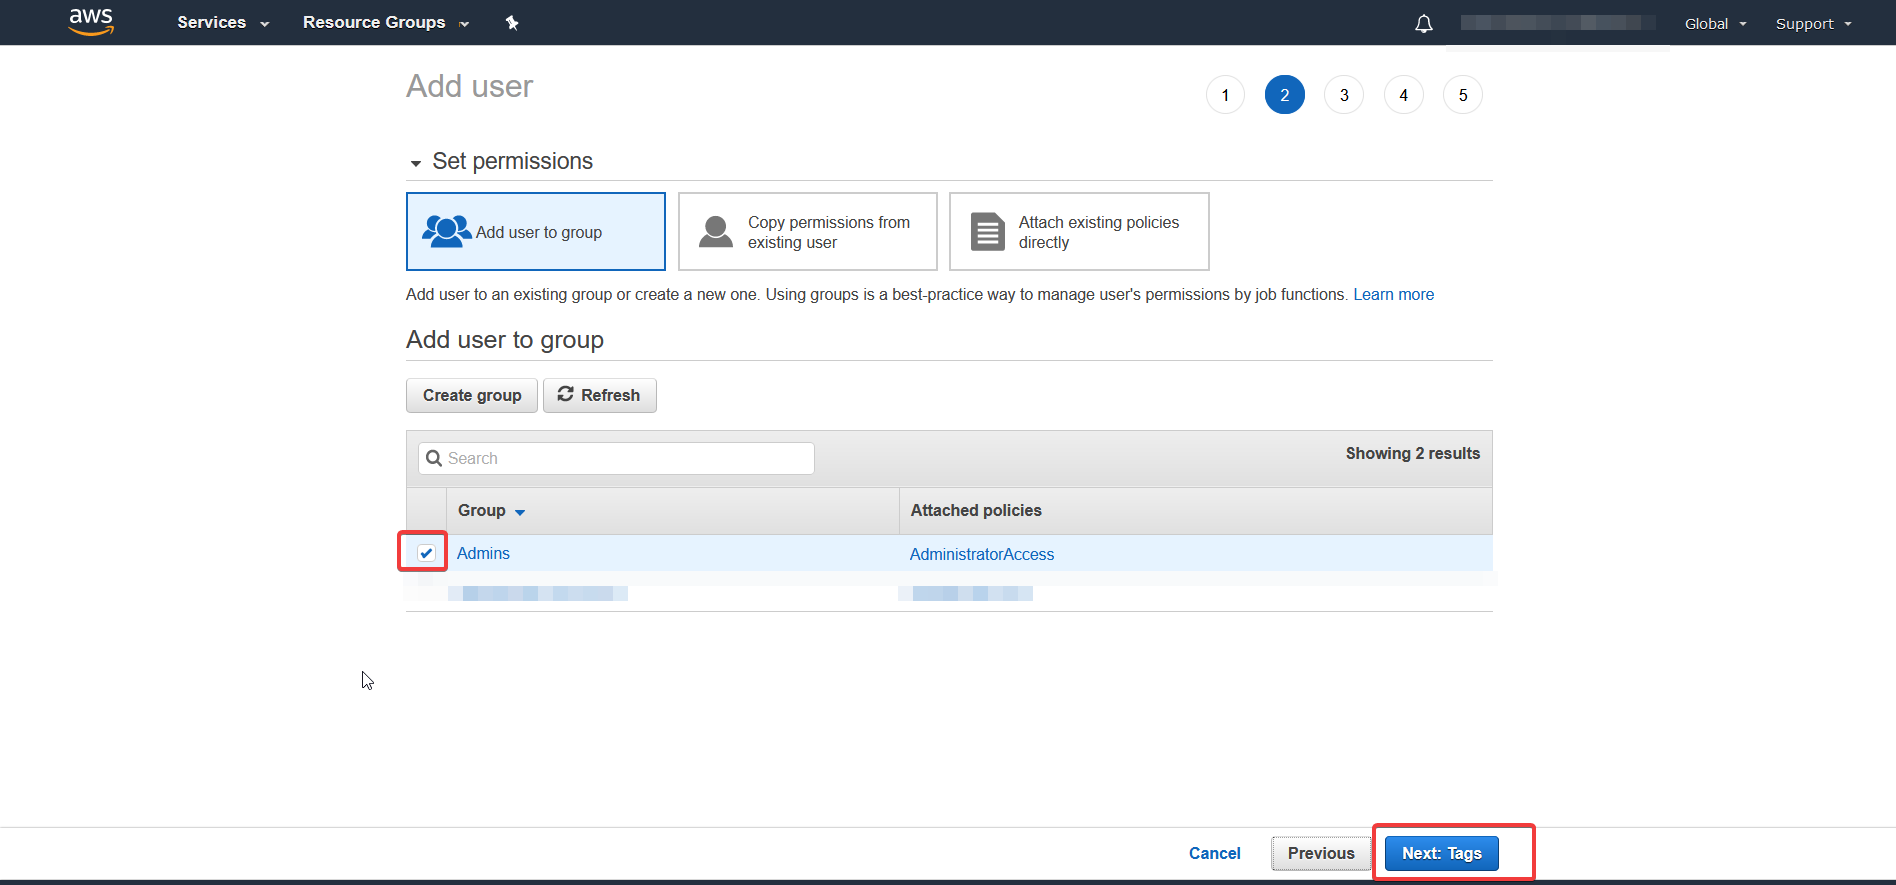 aws Services Resource Groups Global Support
Add user 1 2 3 4 5
Set permissions
Add user to group
Copy permissions from
existing user
Attach existing policies
directly
Add user to an existing group or create a new one. Using groups is a best-practice way to manage user's permissions by job functions. Learn more
Add user to group
Create group Refresh
Search Showing 2 results
Group Attached policies
Admins AdministratorAccess
Cancel Previous Next: Tags